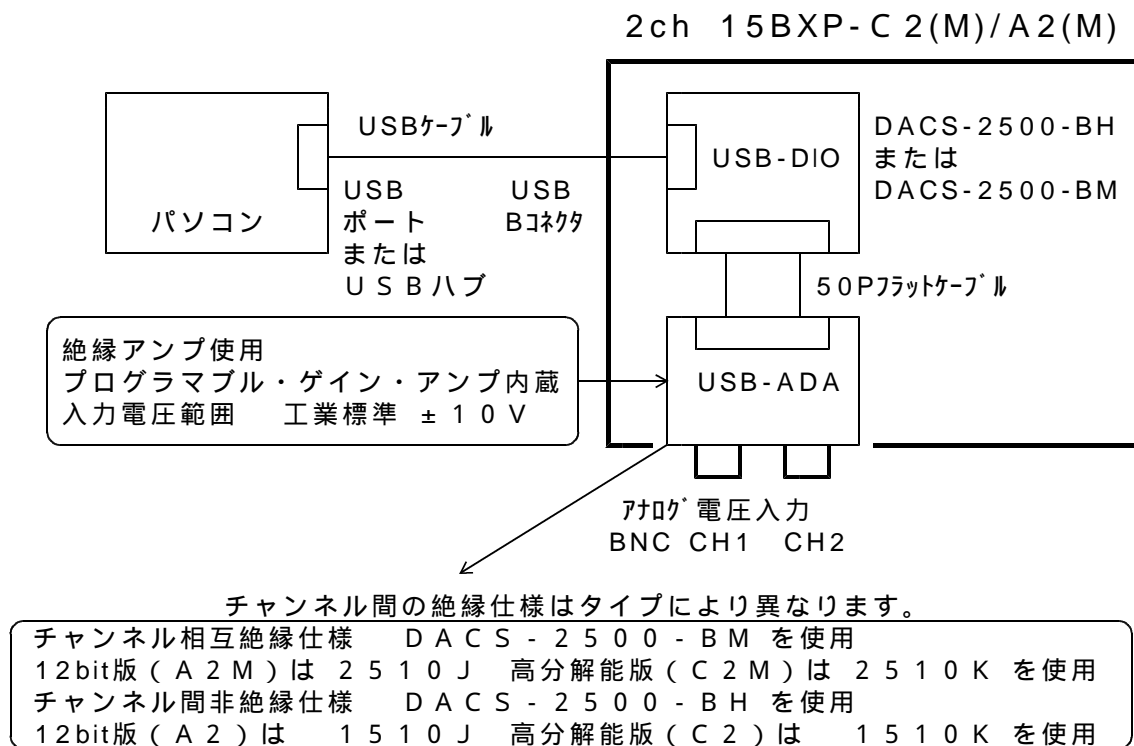 2ch 15BXP-C2(M)/A2(M)
USBｹｰﾌﾞﾙ
パソコン
USB
ポート
または
ＵＳＢハブ
USB
Bｺﾈｸﾀ
USB-DIO
DACS-2500-BH
または
DACS-2500-BM
50Pﾌﾗｯﾄｹｰﾌﾞﾙ
絶縁アンプ使用
プログラマブル・ゲイン・アンプ内蔵
入力電圧範囲　工業標準 ±１０Ｖ
USB-ADA
ｱﾅﾛｸﾞ電圧入力
BNC CH1 CH2
チャンネル間の絶縁仕様はタイプにより異なります。
チャンネル相互絶縁仕様　ＤＡＣＳ-２５００-ＢＭ を使用
12bit版（Ａ２Ｍ）は ２５１０Ｊ　高分解能版（Ｃ２Ｍ）は ２５１０Ｋ を使用
チャンネル間非絶縁仕様　ＤＡＣＳ-２５００-ＢＨ を使用
12bit版（Ａ２）は　１５１０Ｊ　高分解能版（Ｃ２）は　１５１０Ｋ を使用